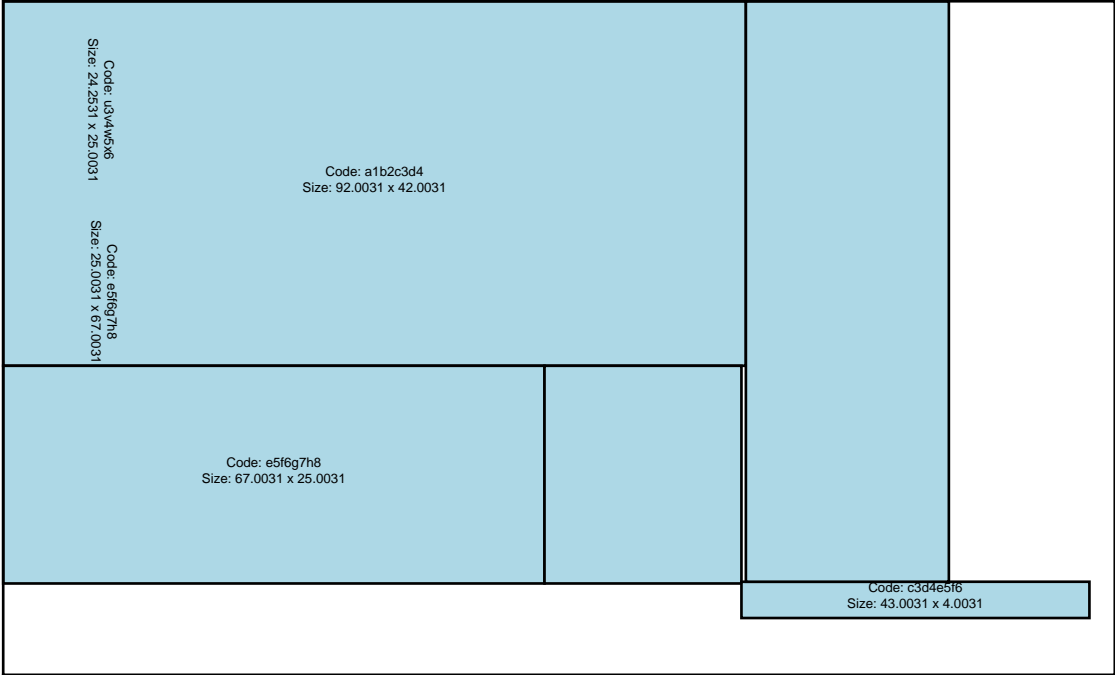 Code: u3v4w5x6
Size: 24.2531 x 25.0031
Code: a1b2c3d4
Size: 92.0031 x 42.0031
Code: e5f6g7h8
Size: 25.0031 x 67.0031
Code: e5f6g7h8
Size: 67.0031 x 25.0031
Code: c3d4e5f6
Size: 43.0031 x 4.0031